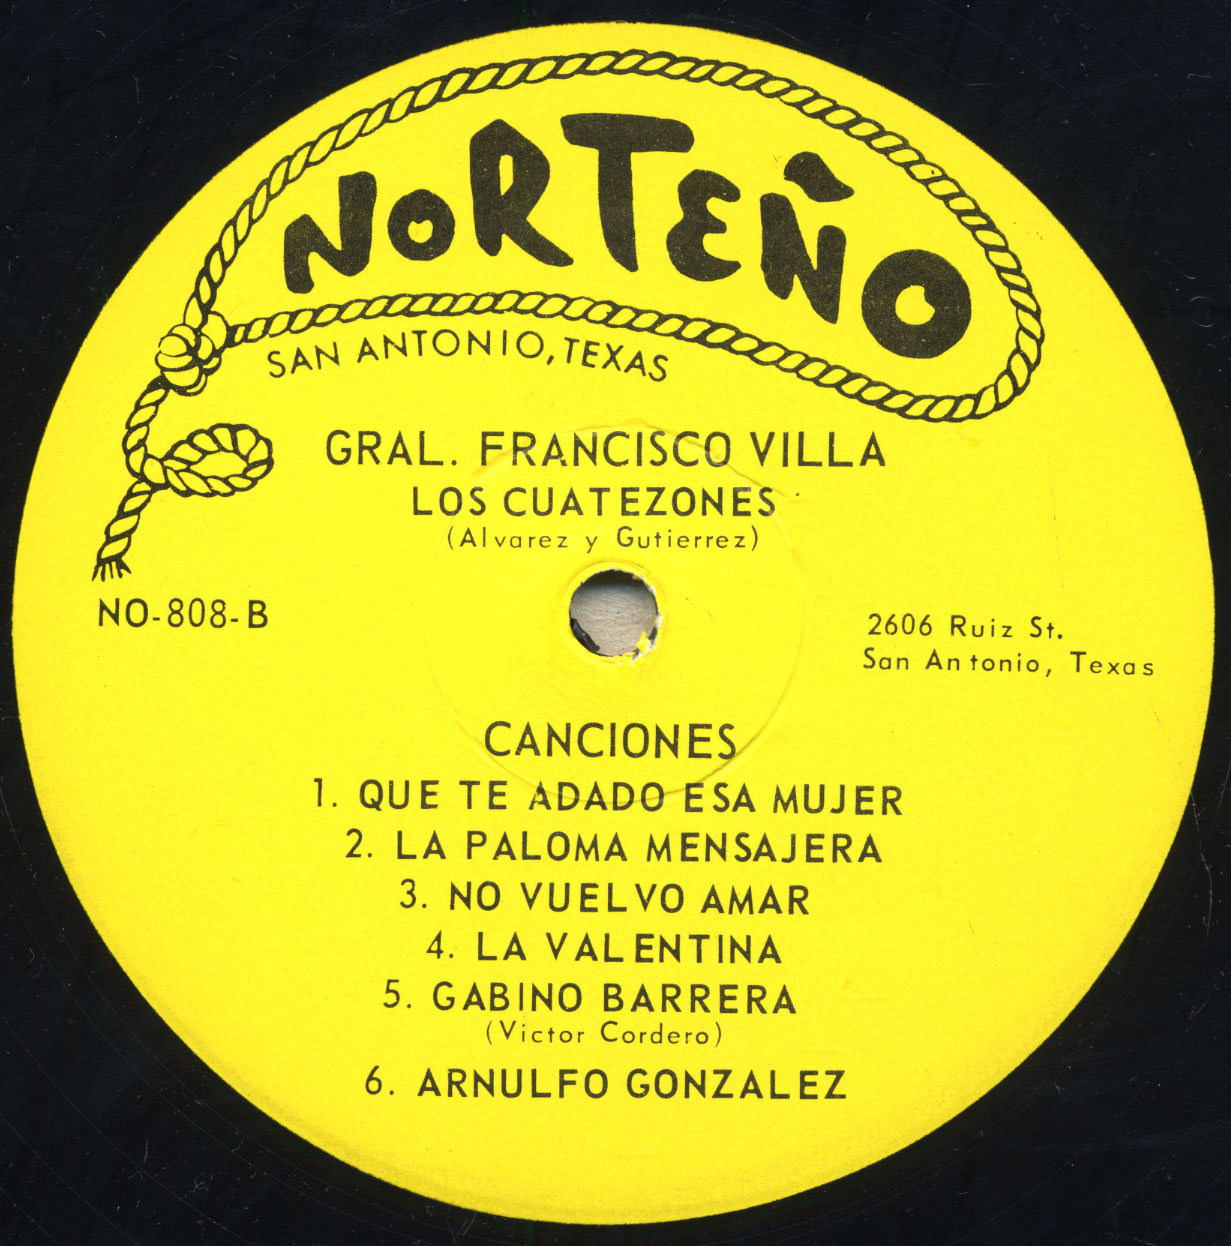 NORTEÑO
SAN ANTONIO, TEXAS
GRAL. FRANCISCO VILLA
LOS CUATEZONES
(Alvarez y Gutierrez)
NO-808-B
2606 Ruiz St.
San Antonio, Texas
CANCIONES
1. QUE TE ADADO ESA MUJER
2. LA PALOMA MENSAJERA
3. NO VUELVO AMAR
4. LA VALENTINA
5. GABINO BARRERA
(Victor Cordero)
6. ARNULFO GONZALEZ